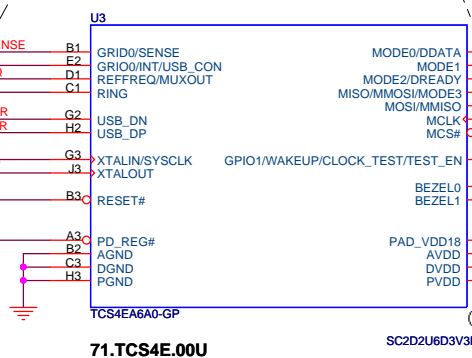 U3
NSE
B1
GRID0/SENSE
MODE0/DDATA
E2
GRIO0/INT/USB_CON
MODE1
D1
REFFREQ/MUXOUT
MODE2/DREADY
C1
RING
MISO/MMOSI/MODE3
MOSI/MMISO
R
G2
USB_DN
MCLK
R
H2
USB_DP
MCS#
G3
XTALIN/SYSCLK
GPIO1/WAKEUP/CLOCK_TEST/TEST_EN
J3
XTALOUT
BEZEL0
B3
RESET#
BEZEL1
A3
PD_REG#
PAD_VDD18
B2
AGND
AVDD
C3
DGND
DVDD
H3
PGND
PVDD
TCS4EA6A0-GP
SC2D2U6D3V3
71.TCS4E.00U